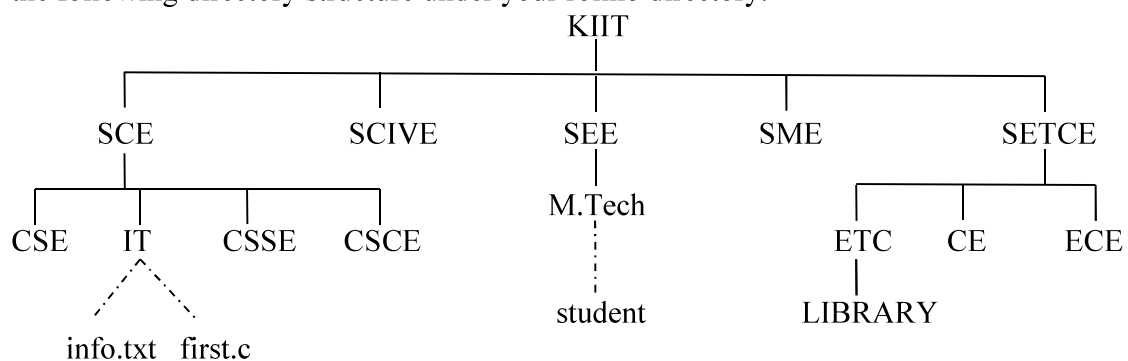 the following directory structure under your rollno directory.
KIIT
SCE SCIVE SEE SME SETCE
M.Tech
CSE IT CSSE CSCE ETC CE ECE
student LIBRARY
info.txt first.c